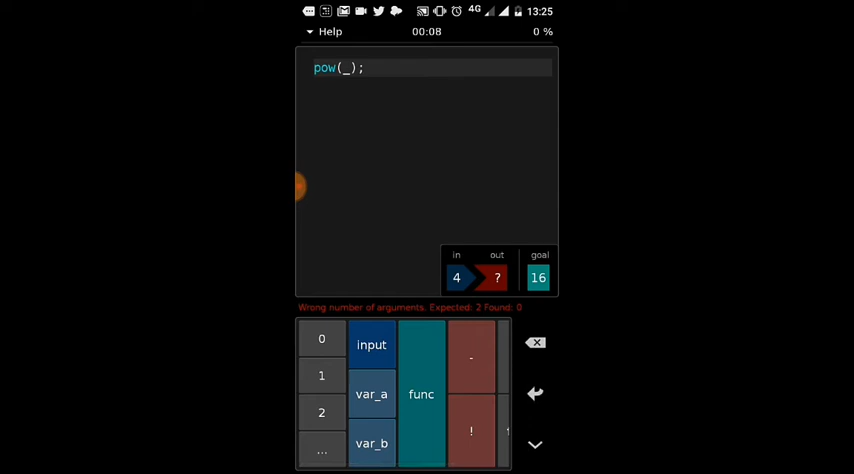 4G 13:25
Help 00:08 0 %
pow(_);
in out goal
4 ? 16
Wrong number of arguments. Expected: 2 Found: 0
0 input func -
1 var_a
2 var_b !
...